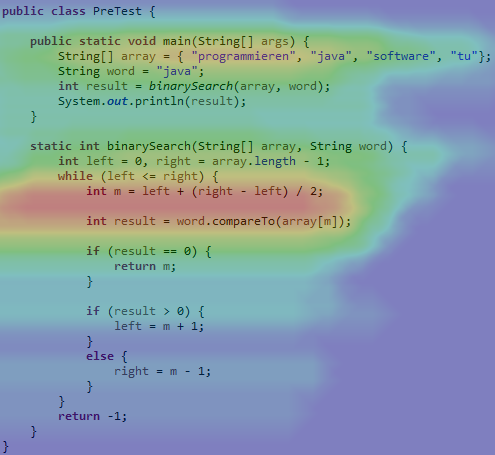 public class PreTest {
public static void main(String[] args) {
String[] array = { "programmieren", "java", "software", "tu"};
String word = "java";
int result = binarySearch(array, word);
System.out.println(result);
}
static int binarySearch(String[] array, String word) {
int left = 0, right = array.length - 1;
while (left <= right) {
int m = left + (right - left) / 2;
int result = word.compareTo(array[m]);
if (result == 0) {
return m;
}
if (result > 0) {
left = m + 1;
}
else {
right = m - 1;
}
}
return -1;
}
}